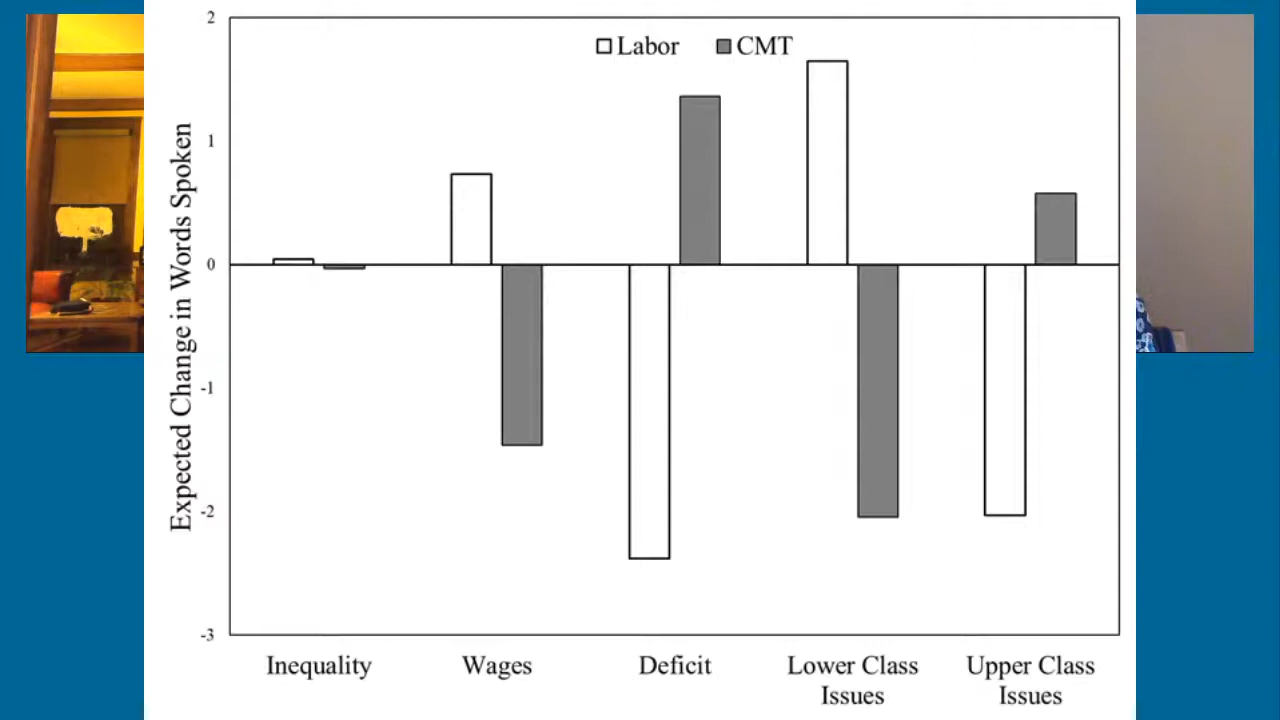 2
Labor CMT
1
0
-1
-2
-3
Expected Change in Words Spoken
Inequality Wages Deficit Lower Class Issues Upper Class Issues